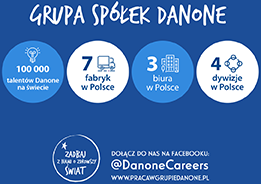 GRUPA SPÓŁEK DANONE
100 000
talentów Danone
na świecie
7
fabryk
w Polsce
3
biura
w Polsce
4
dywizje
w Polsce
ZADBAJ
Z NAMI O ZDROWSZY
ŚWIAT
DOŁĄCZ DO NAS NA FACEBOOKU:
@DanoneCareers
WWW.PRACAWGRUPIEDANONE.PL